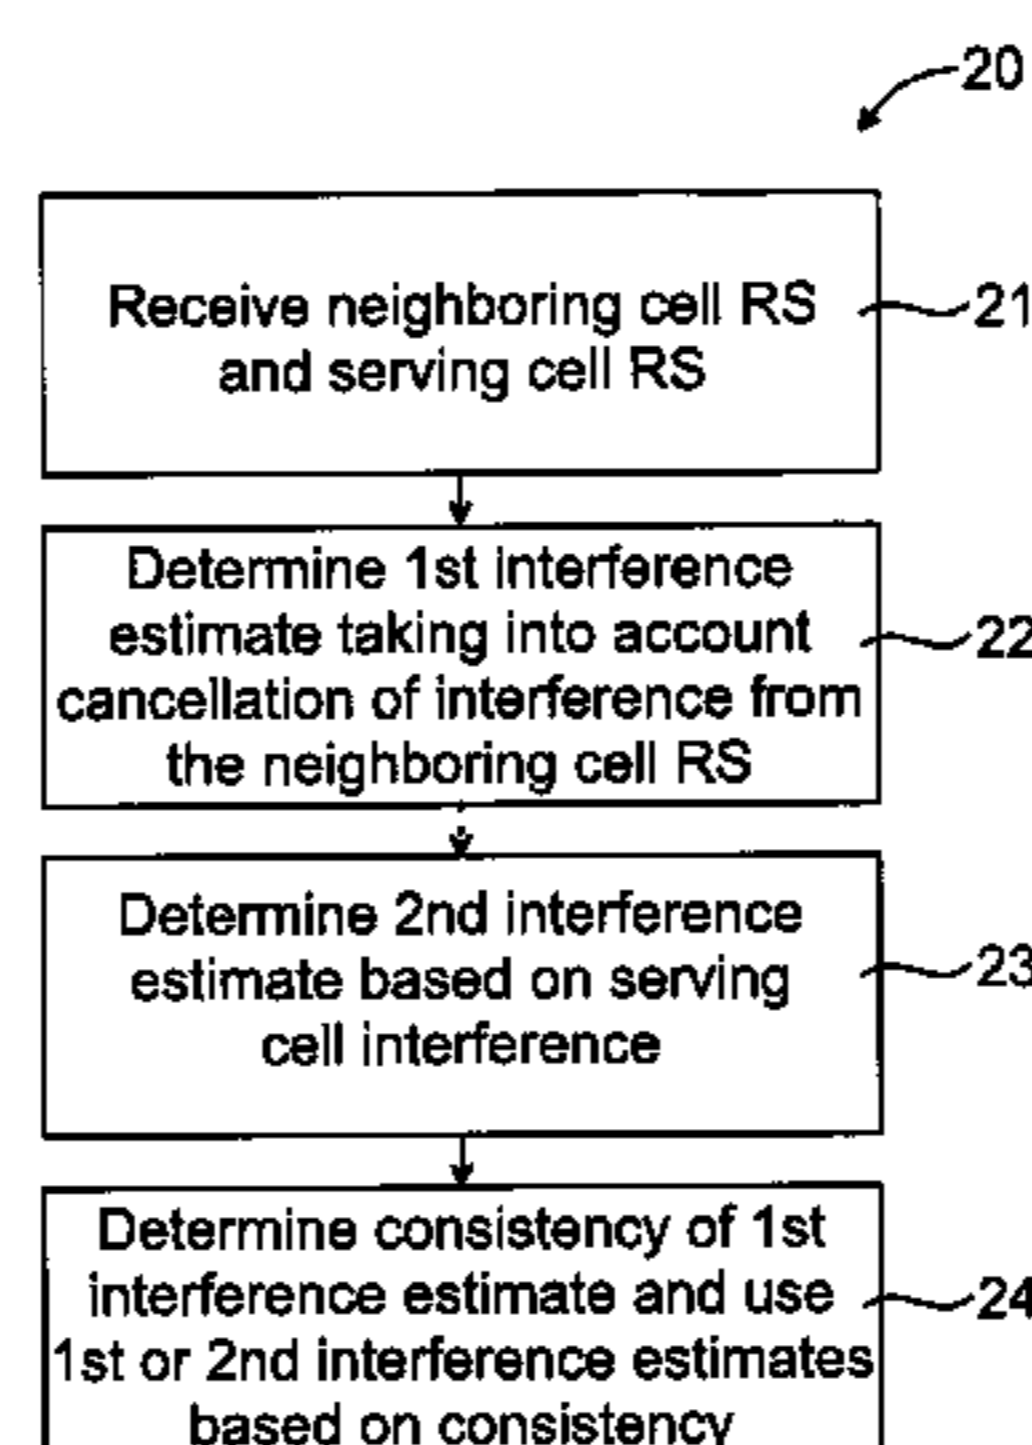 20
Receive neighboring cell RS
and serving cell RS
21
Determine 1st interference
estimate taking into account
cancellation of interference from
the neighboring cell RS
22
Determine 2nd interference
estimate based on serving
cell interference
23
Determine consistency of 1st
interference estimate and use
1st or 2nd interference estimates
based on consistency
24